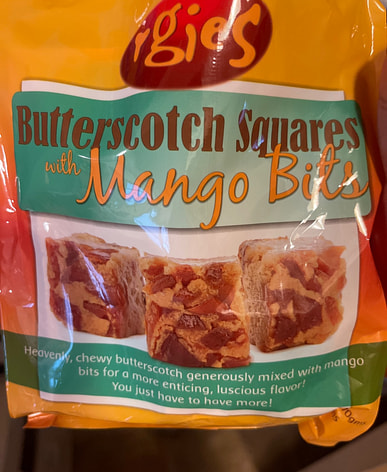 rgies
Butterscotch Squares
with Mango Bits
Heavenly, chewy butterscotch generously mixed with mango
bits for a more enticing, luscious flavor!
You just have to have more!